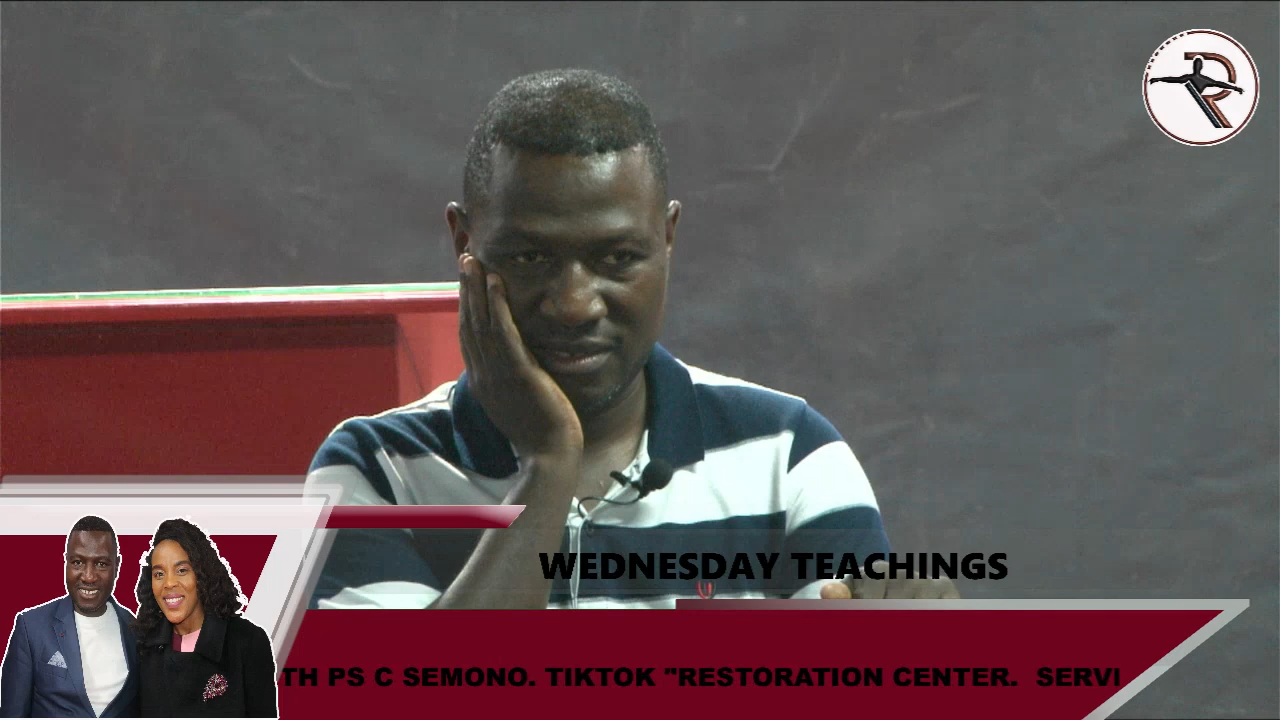 WEDNESDAY TEACHINGS
TH PS C SEMONO. TIKTOK "RESTORATION CENTER. SERVI